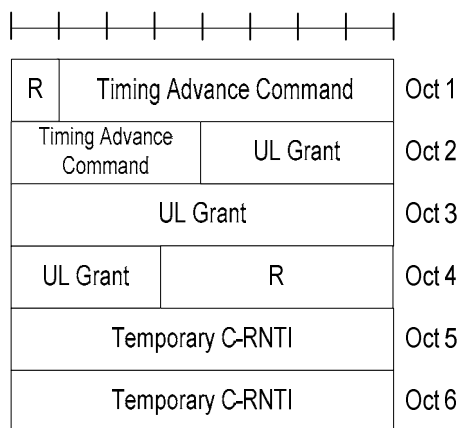 R Timing Advance Command Oct 1
Timing Advance
Command UL Grant Oct 2
UL Grant Oct 3
UL Grant R Oct 4
Temporary C-RNTI Oct 5
Temporary C-RNTI Oct 6